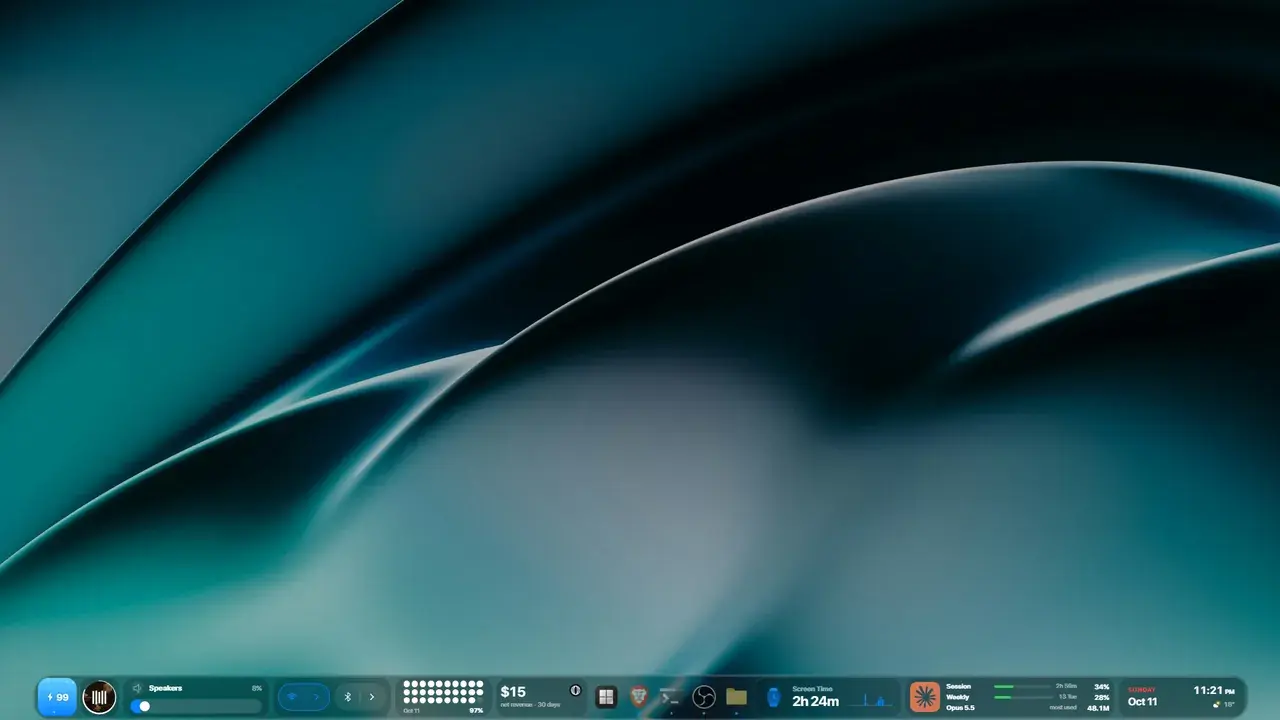 99
Speakers
8%
Oct 11
97%
$15
net revenue · 30 days
Screen Time
2h 24m
Session
34%
Weekly
28%
Opus 5.5
most used
48.1M
SUNDAY
Oct 11
11:21 PM